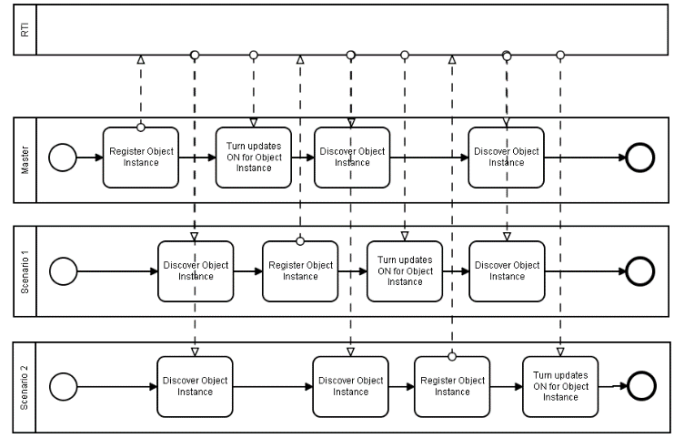 RTI
Master
Register Object
Instance
Turn updates
ON for Object
Instance
Discover Object
Instance
Discover Object
Instance
Scenario 1
Discover Object
Instance
Register Object
Instance
Turn updates
ON for Object
Instance
Discover Object
Instance
Scenario 2
Discover Object
Instance
Discover Object
Instance
Register Object
Instance
Turn updates
ON for Object
Instance